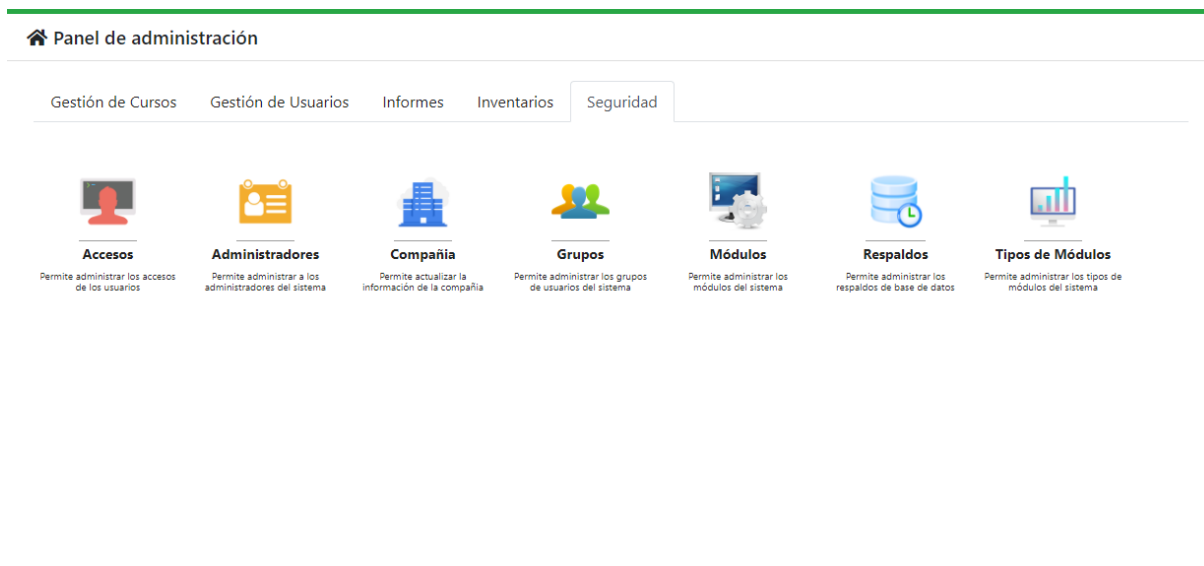 Panel de administración
Gestión de Cursos
Gestión de Usuarios
Informes
Inventarios
Seguridad
Accesos
Permite administrar los accesos
de los usuarios
Administradores
Permite administrar a los
administradores del sistema
Compañia
Permite actualizar la
información de la compañia
Grupos
Permite administrar los grupos
de usuarios del sistema
Módulos
Permite administrar los
módulos del sistema
Respaldos
Permite administrar los
respaldos de base de datos
Tipos de Módulos
Permite administrar los tipos de
módulos del sistema